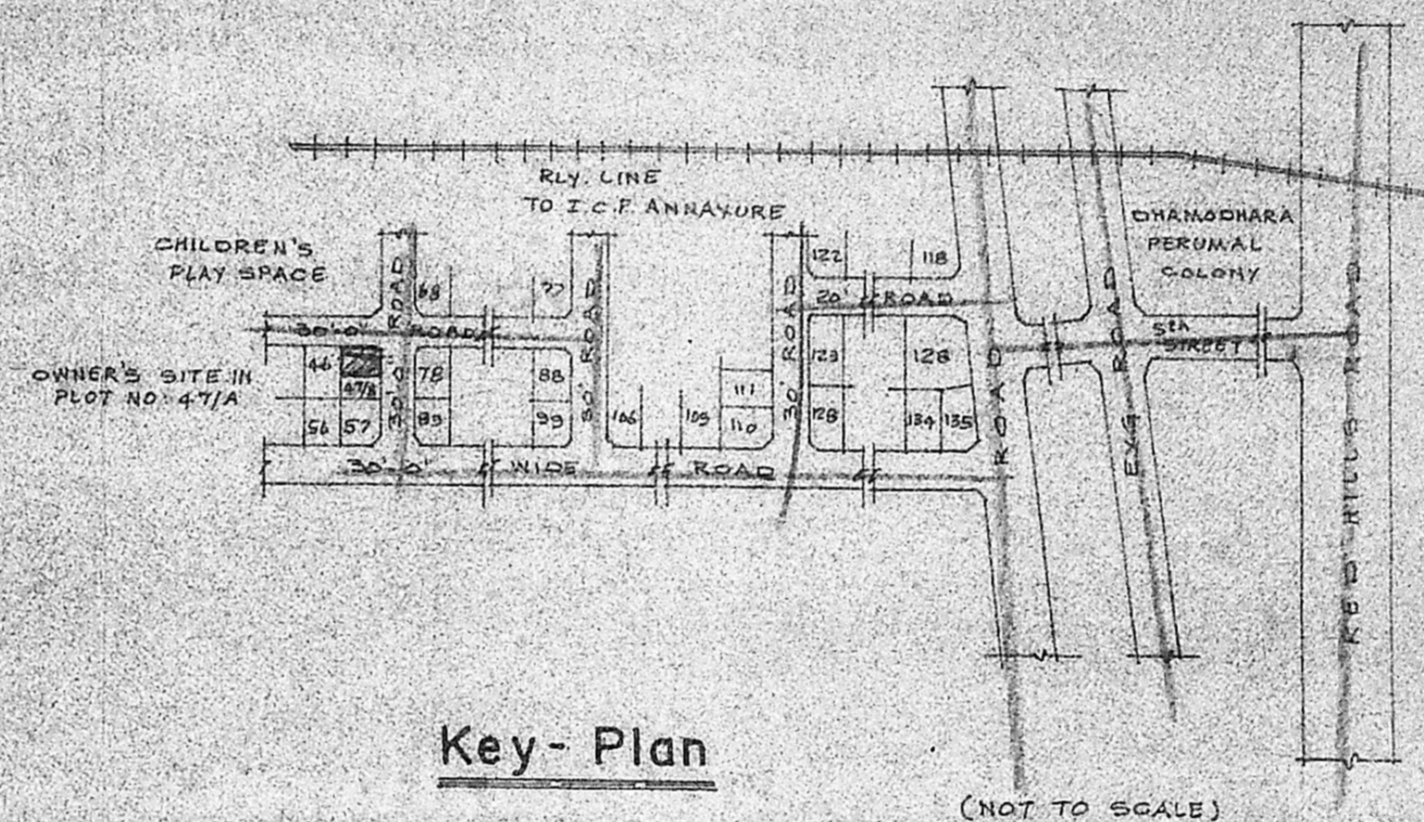 RLY. LINE
TO I.C.F. ANNAYURE
CHILDREN'S
PLAY SPACE
DHAMODHARA
PERUMAL
COLONY
122
118
68
77
ROAD
ROAD
30' ROAD
20' ROAD
30'-0" ROAD
5th
STREET
OWNER'S SITE IN
PLOT NO: 47/A
46
47/B
78
88
111
123
128
56
57
30'-0"
89
99
106
109
110
128
134
135
ROAD
EXG ROAD
RED HILLS ROAD
30'-0" WIDE ROAD
Key- Plan
(NOT TO SCALE)